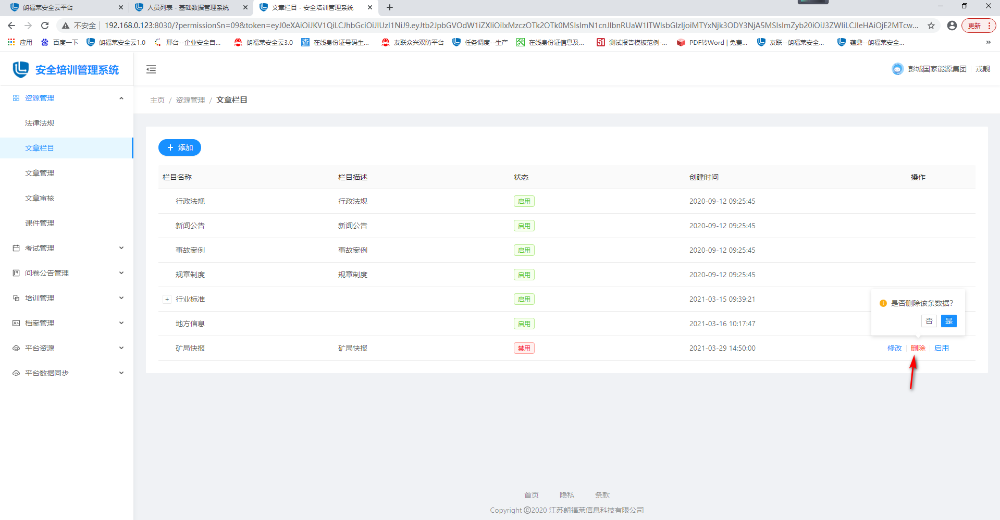 朗福莱安全云平台
人员列表 - 基础数据管理系统
文章栏目 - 安全培训管理系统
不安全
更新
应用
百度一下
朗福莱安全云1.0
邢台--企业安全自...
朗福莱安全云3.0
查 在线身份证号码生...
友联众兴双防平台
任务调度--生产
在线身份证信息及...
51 测试报告模板范例-...
PDF转Word | 免费...
友联--朗福莱安全...
蕴鼎--朗福莱安全...
»
安全培训管理系统
彭城国家能源集团
戎靓
资源管理
法律法规
文章栏目
文章管理
文章审核
课件管理
考试管理
问卷公告管理
培训管理
档案管理
平台资源
平台数据同步
主页 / 资源管理 / 文章栏目
+ 添加
栏目名称 栏目描述 状态 创建时间 操作
行政法规 行政法规 启用 2020-09-12 09:25:45
新闻公告 新闻公告 启用 2020-09-12 09:25:45
事故案例 事故案例 启用 2020-09-12 09:25:45
规章制度 规章制度 启用 2020-09-12 09:25:45
+ 行业标准 启用 2021-03-15 09:39:21
地方信息 启用 2021-03-16 10:17:47
矿局快报 矿局快报 禁用 2021-03-29 14:50:00 修改 删除 启用
是否删除该条数据?
否 是
首页 隐私 条款
Copyright ©2020 江苏朗福莱信息科技有限公司